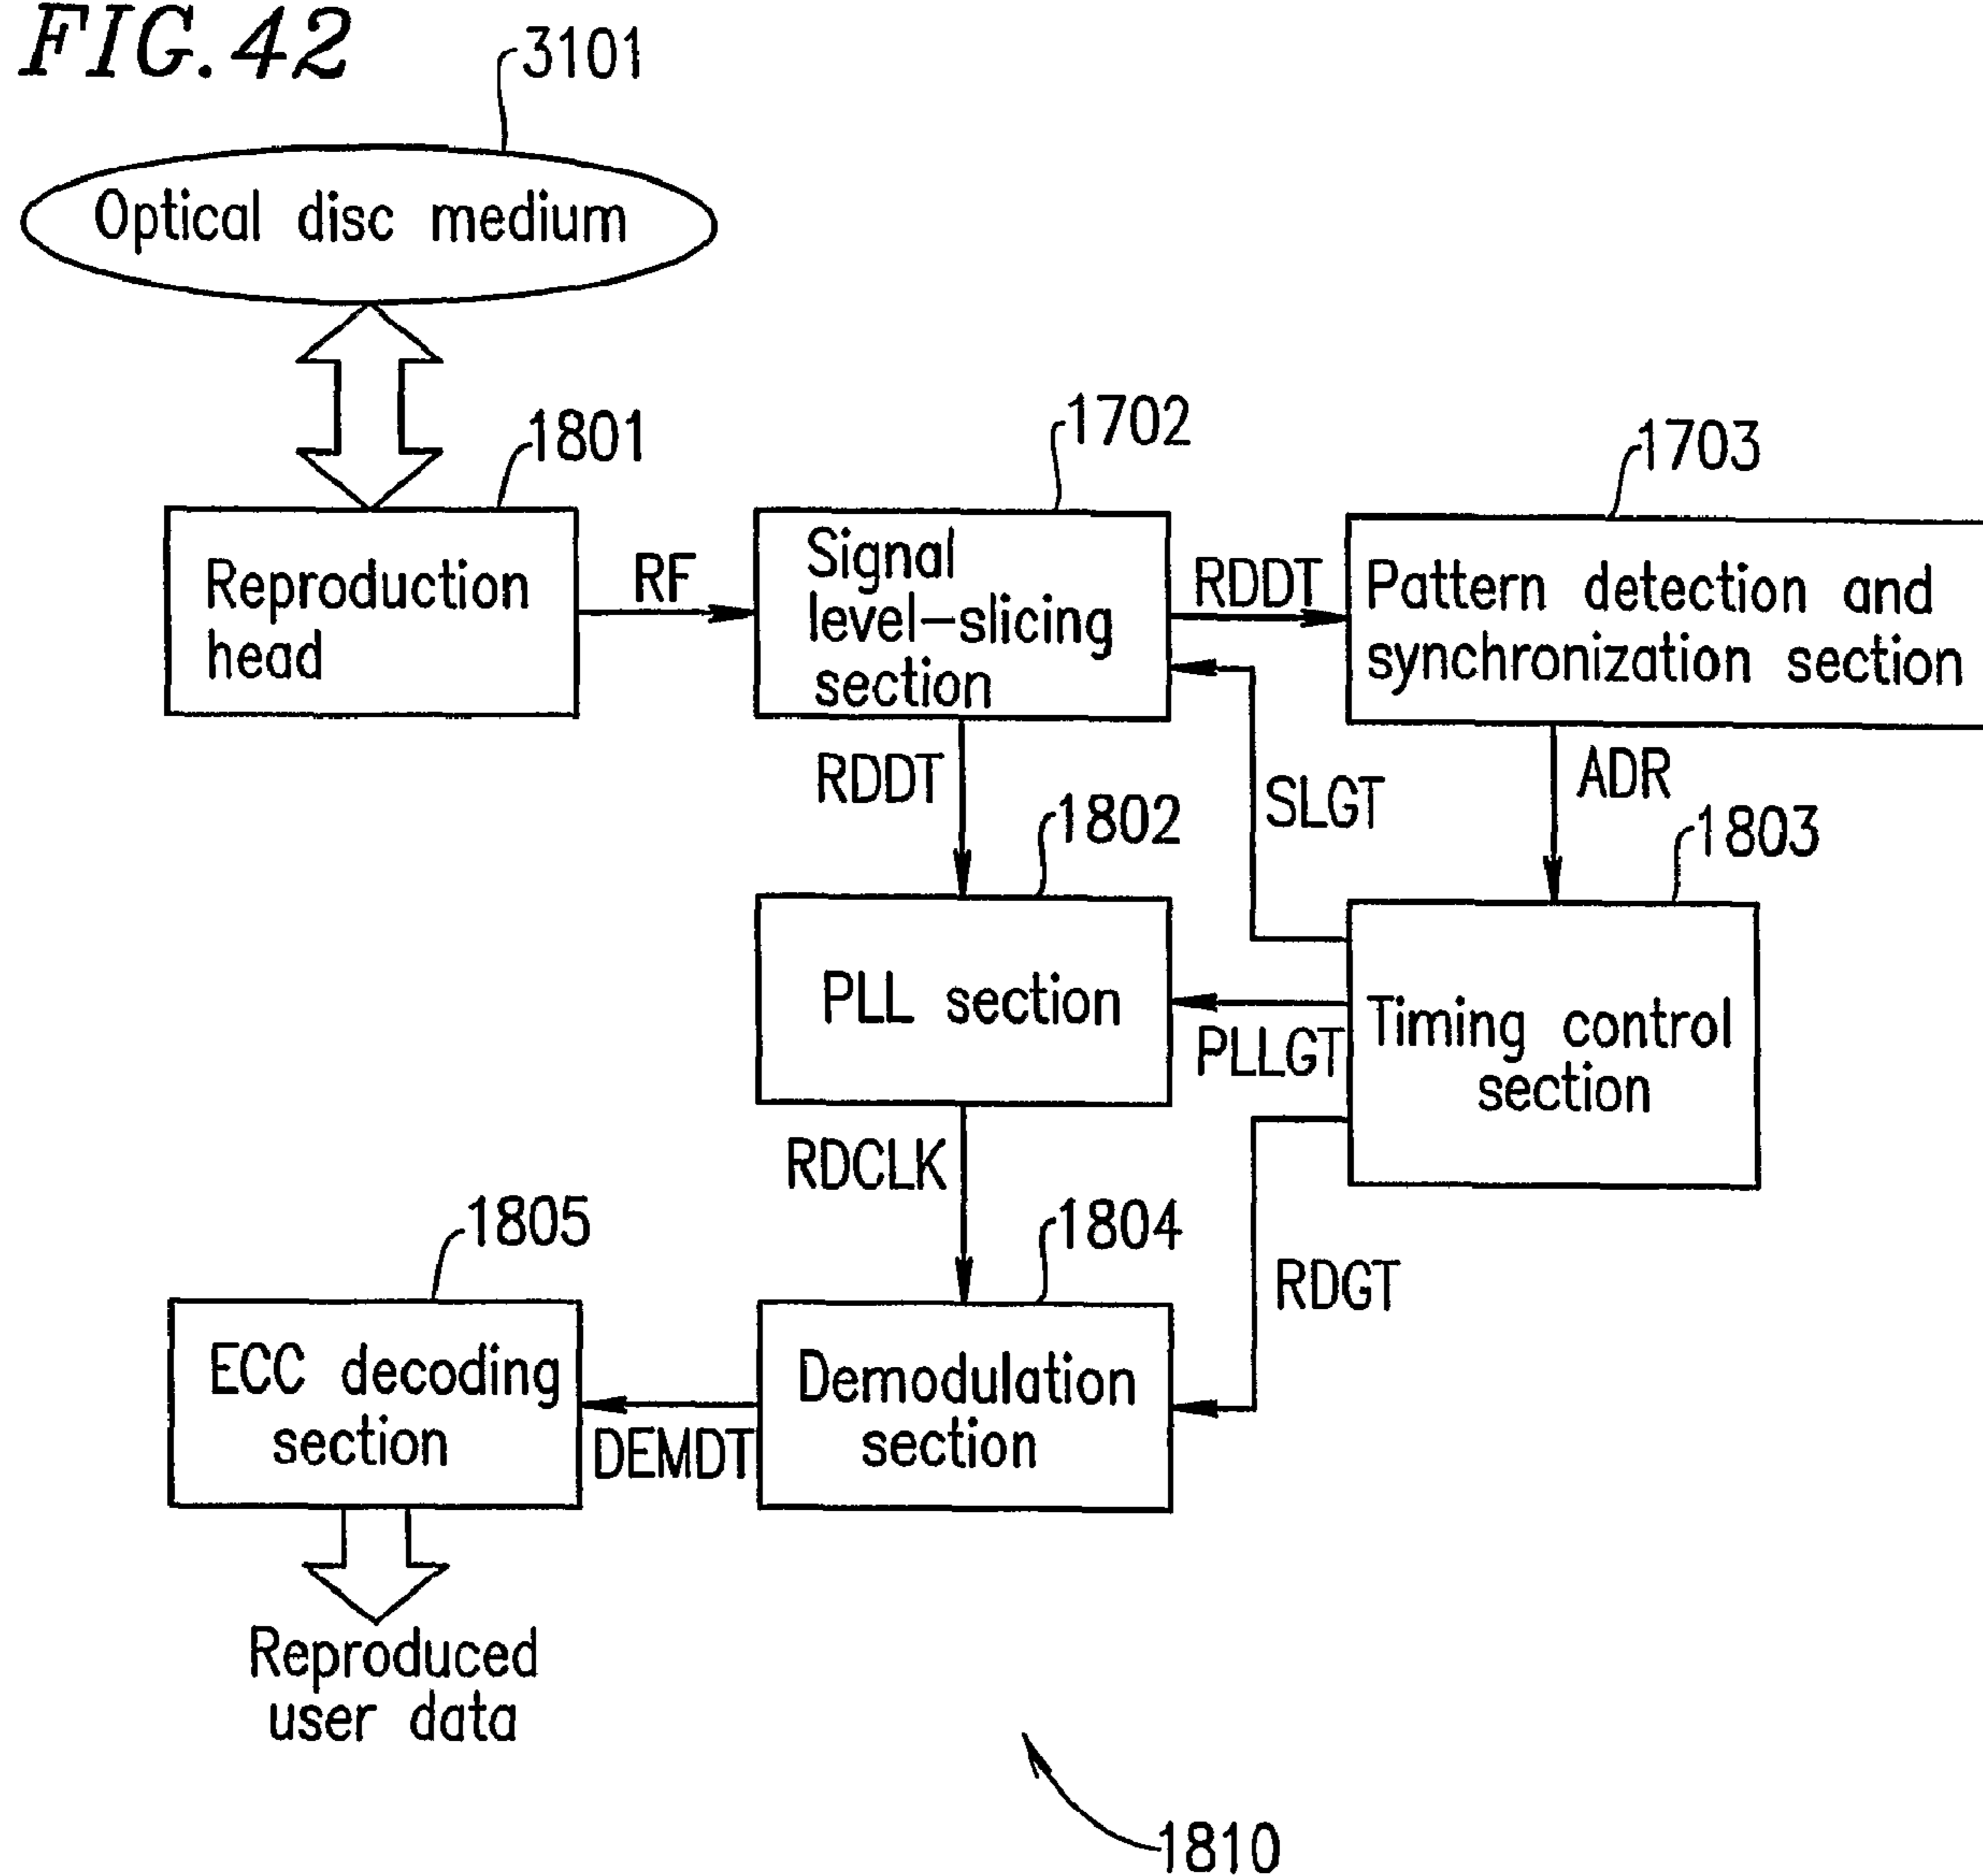 FIG. 42
3101
Optical disc medium
1801
1702
1703
Reproduction
head
RF
Signal
level-slicing
section
RDDT
Pattern detection and
synchronization section
RDDT
SLGT
ADR
1802
1803
PLL section
PLLGT
Timing control
section
RDCLK
1805
1804
RDGT
ECC decoding
section
DEMDT
Demodulation
section
Reproduced
user data
1810